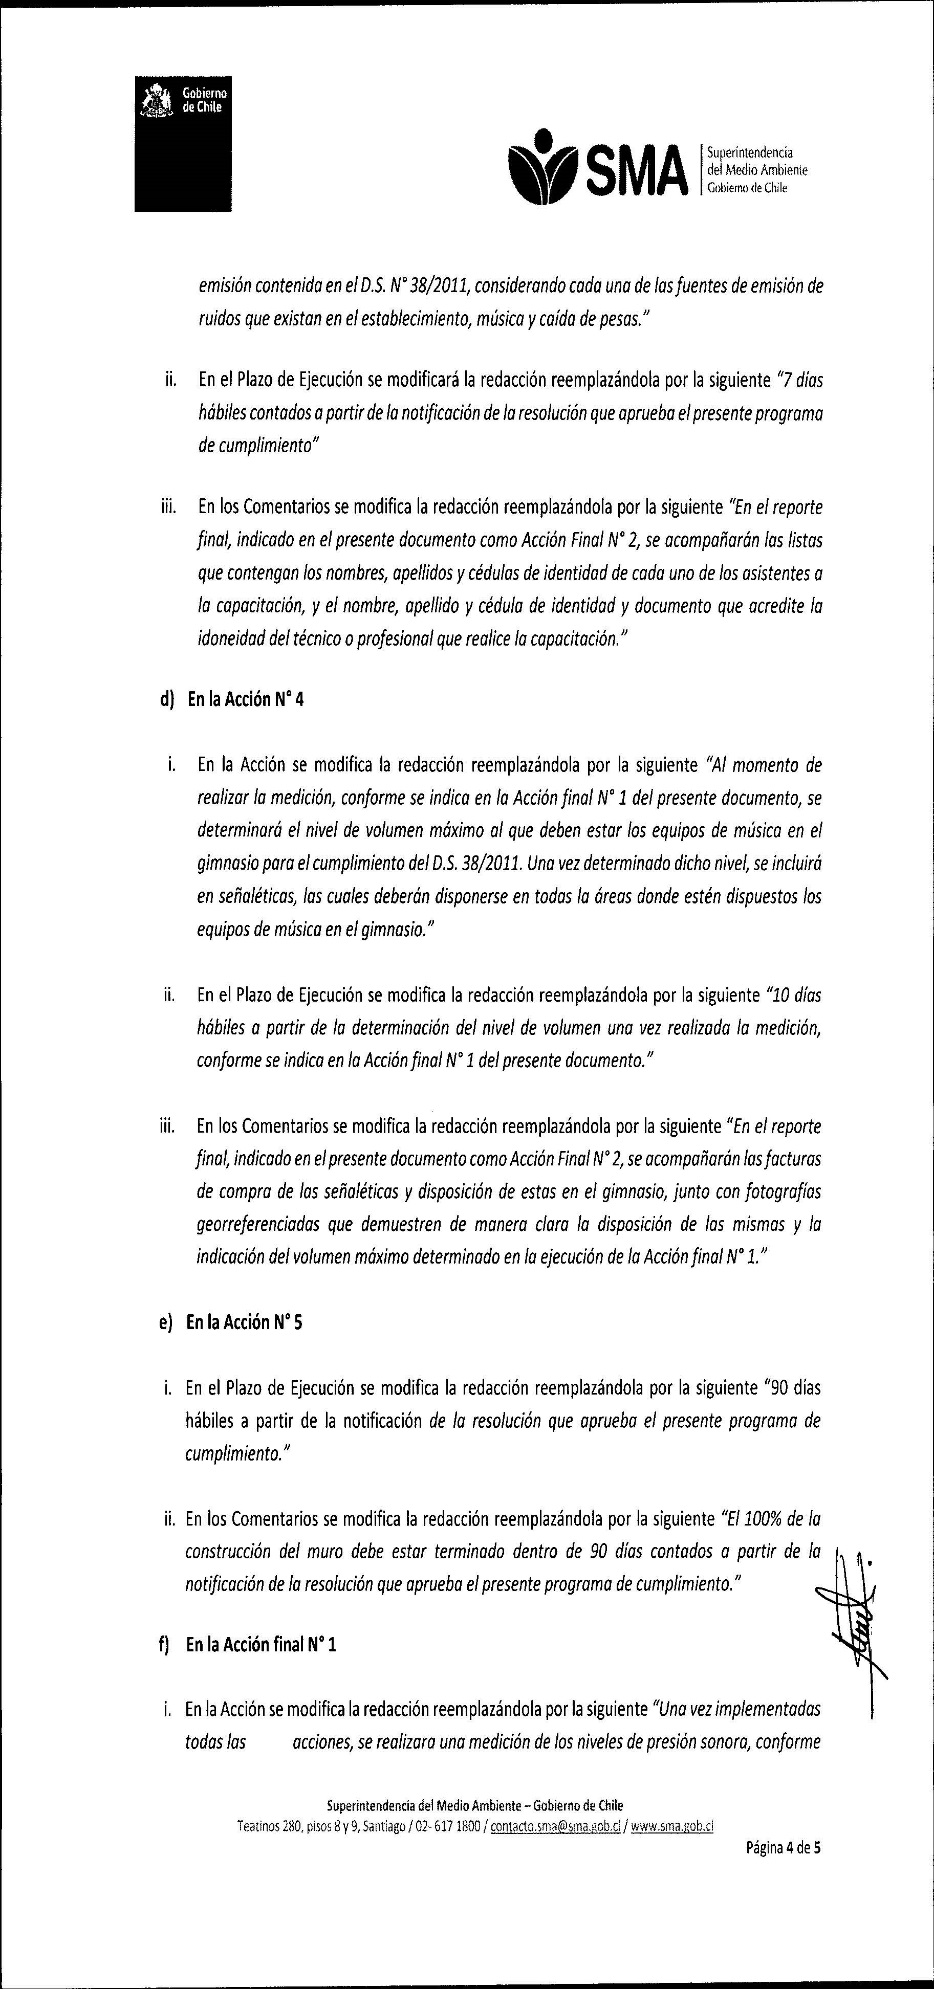 Gobierno
de Chile
SMA
Superintendencia
del Medio Ambiente
Gobierno de Chile
emisión contenida en el D.S. N° 38/2011, considerando cada una de las fuentes de emisión de
ruidos que existan en el establecimiento, música y caída de pesas."
ii. En el Plazo de Ejecución se modificará la redacción reemplazándola por la siguiente "7 días
hábiles contados a partir de la notificación de la resolución que aprueba el presente programa
de cumplimiento"
iii. En los Comentarios se modifica la redacción reemplazándola por la siguiente "En el reporte
final, indicado en el presente documento como Acción Final N° 2, se acompañarán las listas
que contengan los nombres, apellidos y cédulas de identidad de cada uno de los asistentes a
la capacitación, y el nombre, apellido y cédula de identidad y documento que acredite la
idoneidad del técnico o profesional que realice la capacitación."
d) En la Acción N° 4
i. En la Acción se modifica la redacción reemplazándola por la siguiente "Al momento de
realizar la medición, conforme se indica en la Acción final N° 1 del presente documento, se
determinará el nivel de volumen máximo al que deben estar los equipos de música en el
gimnasio para el cumplimiento del D.S. 38/2011. Una vez determinado dicho nivel, se incluirá
en señaléticas, las cuales deberán disponerse en todas la áreas donde estén dispuestos los
equipos de música en el gimnasio."
ii. En el Plazo de Ejecución se modifica la redacción reemplazándola por la siguiente "10 días
hábiles a partir de la determinación del nivel de volumen una vez realizada la medición,
conforme se indica en la Acción final N° 1 del presente documento."
iii. En los Comentarios se modifica la redacción reemplazándola por la siguiente "En el reporte
final, indicado en el presente documento como Acción Final N° 2, se acompañarán las facturas
de compra de las señaléticas y disposición de estas en el gimnasio, junto con fotografías
georreferenciadas que demuestren de manera clara la disposición de las mismas y la
indicación del volumen máximo determinado en la ejecución de la Acción final N° 1."
e) En la Acción N° 5
i. En el Plazo de Ejecución se modifica la redacción reemplazándola por la siguiente "90 días
hábiles a partir de la notificación de la resolución que aprueba el presente programa de
cumplimiento."
ii. En los Comentarios se modifica la redacción reemplazándola por la siguiente "El 100% de la
construcción del muro debe estar terminado dentro de 90 días contados a partir de la
notificación de la resolución que aprueba el presente programa de cumplimiento."
f) En la Acción final N° 1
i. En la Acción se modifica la redacción reemplazándola por la siguiente "Una vez implementadas
todas las acciones, se realizara una medición de los niveles de presión sonora, conforme
Superintendencia del Medio Ambiente – Gobierno de Chile
Teatinos 280, pisos 8 y 9, Santiago / 02- 617 1800 / contacto.sma@sma.gob.cl / www.sma.gob.cl
Página 4 de 5